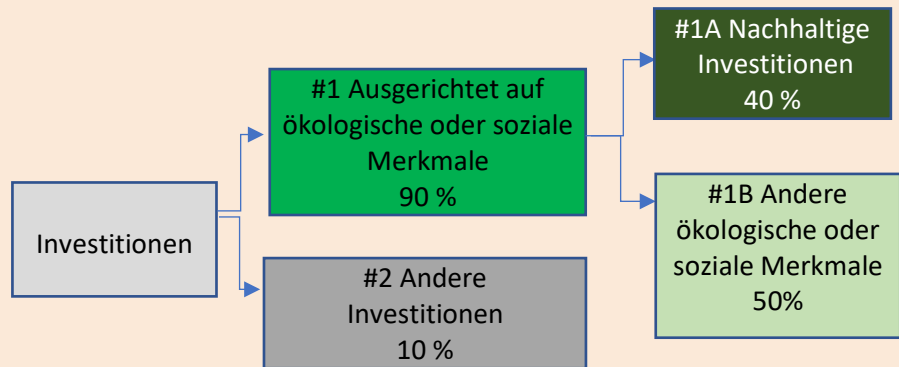 Investitionen
#1 Ausgerichtet auf
ökologische oder soziale
Merkmale
90 %
#2 Andere
Investitionen
10 %
#1A Nachhaltige
Investitionen
40 %
#1B Andere
ökologische oder
soziale Merkmale
50%